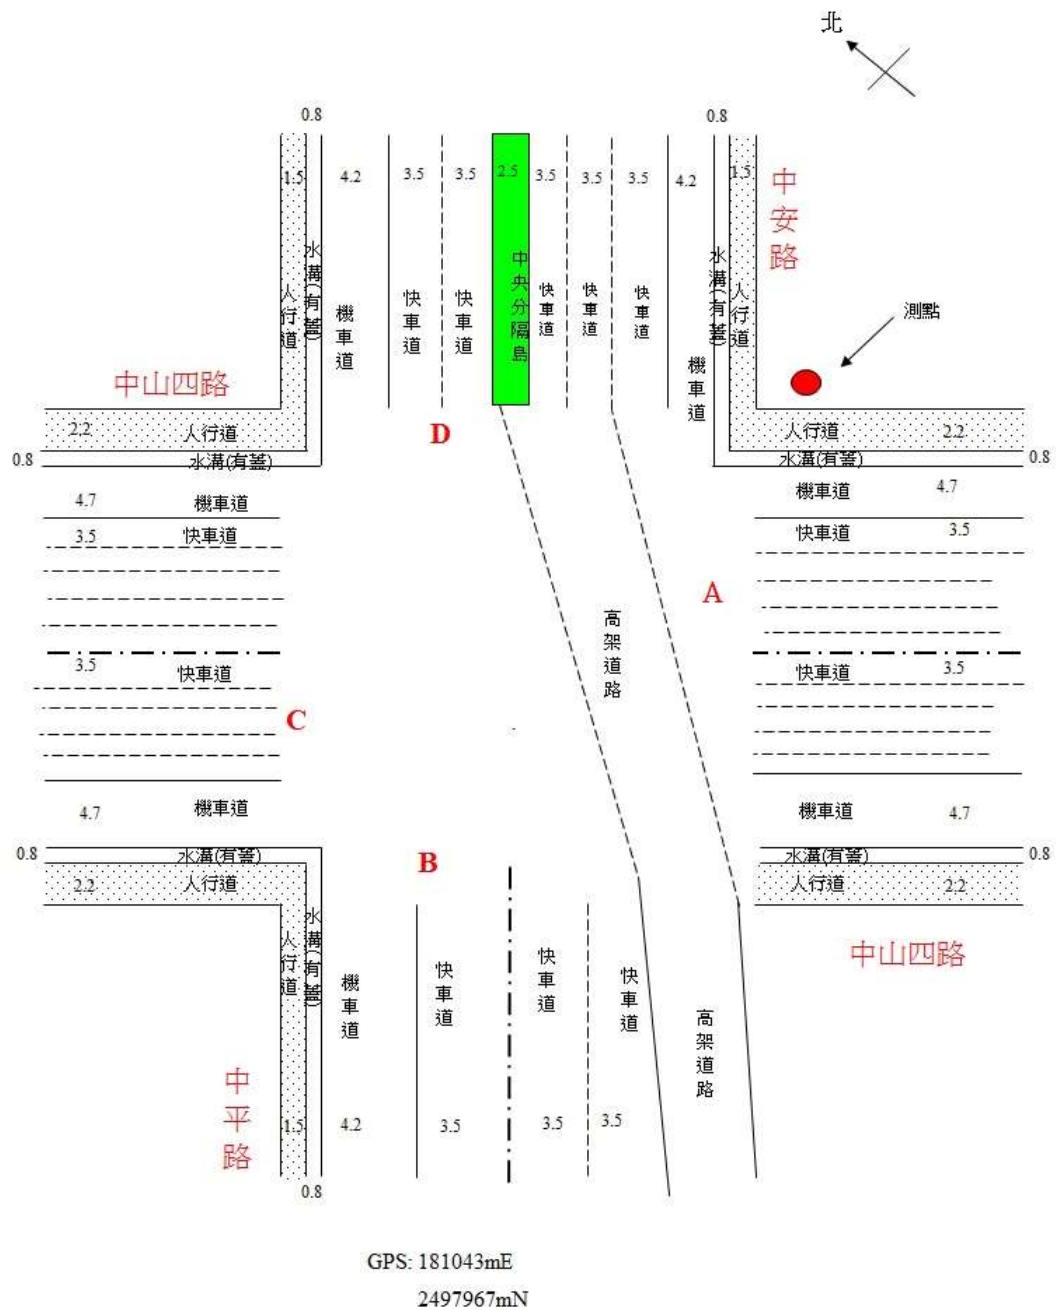 北
0.8
0.8
1.5
4.2
3.5
3.5
2.5
3.5
3.5
3.5
4.2
1.5
中安路
水溝(有蓋)
人行道
機車道
快車道
快車道
中央分隔島
快車道
快車道
快車道
機車道
水溝(有蓋)
人行道
測點
中山四路
D
2.2
人行道
人行道
2.2
0.8
水溝(有蓋)
水溝(有蓋)
0.8
4.7
機車道
機車道
4.7
3.5
快車道
快車道
3.5
A
高架道路
3.5
快車道
快車道
3.5
C
4.7
機車道
機車道
4.7
0.8
水溝(有蓋)
B
水溝(有蓋)
0.8
2.2
人行道
人行道
2.2
中山四路
人行道
水溝(有蓋)
機車道
快車道
快車道
快車道
高架道路
中平路
1.5
4.2
3.5
3.5
3.5
0.8
GPS: 181043mE
2497967mN